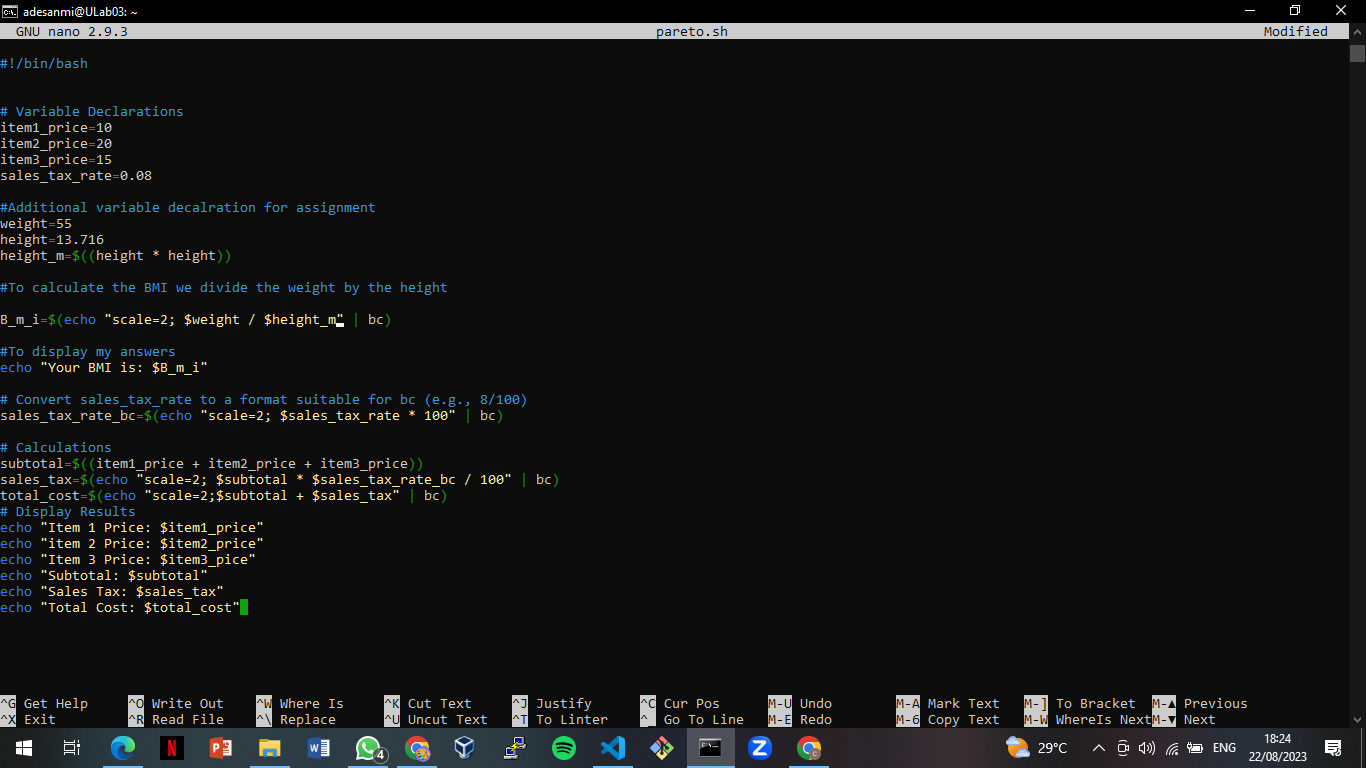 adesanmi@ULab03: ~
GNU nano 2.9.3 pareto.sh Modified
#!/bin/bash
# Variable Declarations
item1_price=10
item2_price=20
item3_price=15
sales_tax_rate=0.08
#Additional variable decalration for assignment
weight=55
height=13.716
height_m=$((height * height))
#To calculate the BMI we divide the weight by the height
B_m_i=$(echo "scale=2; $weight / $height_m" | bc)
#To display my answers
echo "Your BMI is: $B_m_i"
# Convert sales_tax_rate to a format suitable for bc (e.g., 8/100)
sales_tax_rate_bc=$(echo "scale=2; $sales_tax_rate * 100" | bc)
# Calculations
subtotal=$((item1_price + item2_price + item3_price))
sales_tax=$(echo "scale=2; $subtotal * $sales_tax_rate_bc / 100" | bc)
total_cost=$(echo "scale=2;$subtotal + $sales_tax" | bc)
# Display Results
echo "Item 1 Price: $item1_price"
echo "item 2 Price: $item2_price"
echo "Item 3 Price: $item3_pice"
echo "Subtotal: $subtotal"
echo "Sales Tax: $sales_tax"
echo "Total Cost: $total_cost"
^G Get Help ^O Write Out ^W Where Is ^K Cut Text ^J Justify ^C Cur Pos M-U Undo M-A Mark Text M-] To Bracket M-▲ Previous
^X Exit ^R Read File ^\ Replace ^U Uncut Text ^T To Linter ^_ Go To Line M-E Redo M-6 Copy Text M-W WhereIs Next M-▼ Next
4 29°C ENG 18:24
22/08/2023